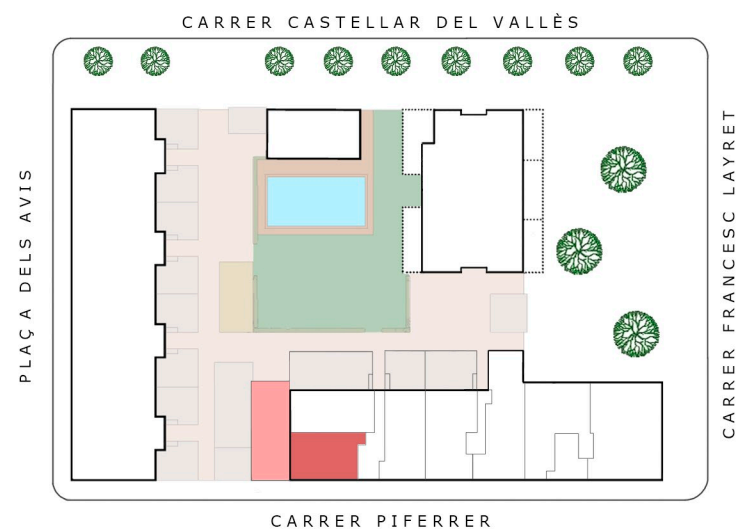 CARRER CASTELLAR DEL VALLÈS
PLAÇA DELS AVIS
CARRER FRANCESC LAYRET
CARRER PIFERRER